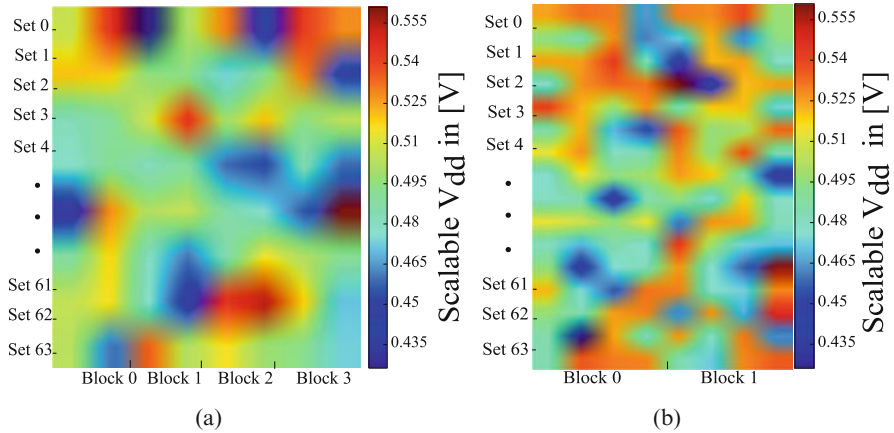 Set 0
Set 1
Set 2
Set 3
Set 4
Set 61
Set 62
Set 63
Block 0 Block 1 Block 2 Block 3
0.555
0.54
0.525
0.51
0.495
0.48
0.465
0.45
0.435
Scalable Vdd in [V]
(a)
Set 0
Set 1
Set 2
Set 3
Set 4
Set 61
Set 62
Set 63
Block 0 Block 1
0.555
0.54
0.525
0.51
0.495
0.48
0.465
0.45
0.435
Scalable Vdd in [V]
(b)